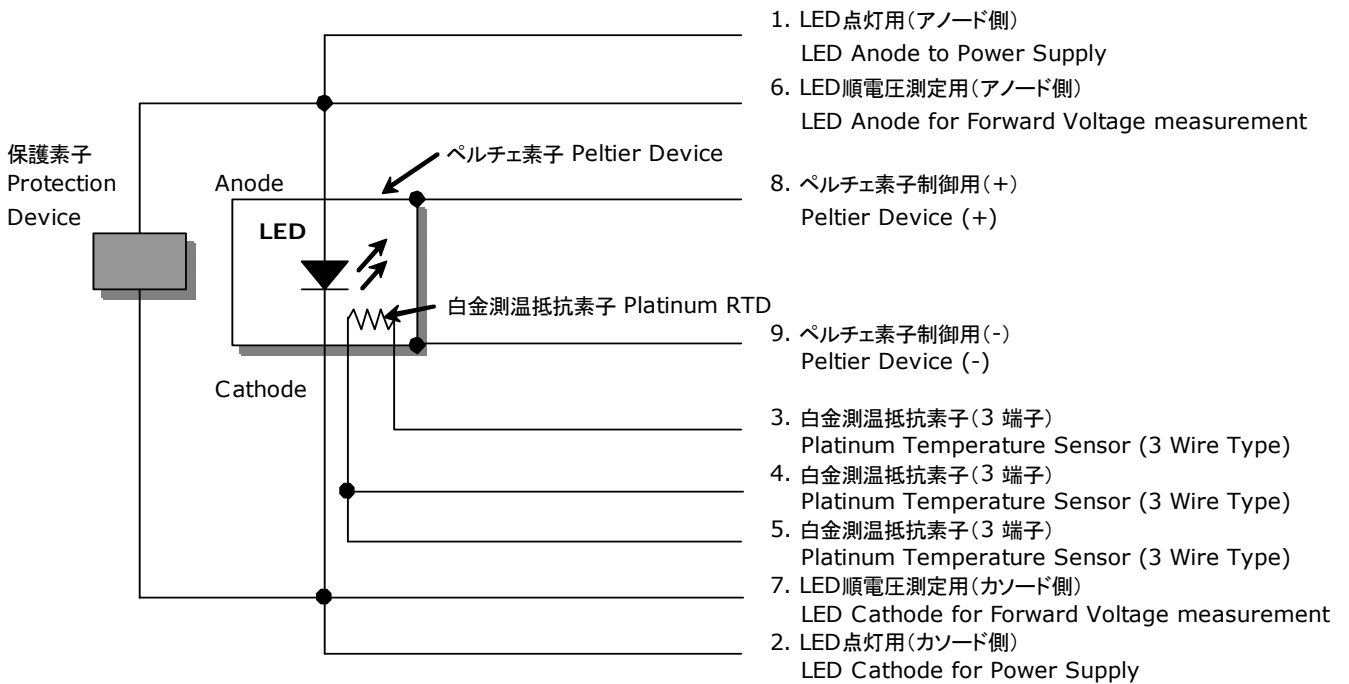 1. LED点灯用(アノード側)
LED Anode to Power Supply
6. LED順電圧測定用(アノード側)
LED Anode for Forward Voltage measurement
保護素子
Protection
Device
ペルチェ素子 Peltier Device
Anode
LED
8. ペルチェ素子制御用(+)
Peltier Device (+)
白金測温抵抗素子 Platinum RTD
9. ペルチェ素子制御用(-)
Peltier Device (-)
Cathode
3. 白金測温抵抗素子(3 端子)
Platinum Temperature Sensor (3 Wire Type)
4. 白金測温抵抗素子(3 端子)
Platinum Temperature Sensor (3 Wire Type)
5. 白金測温抵抗素子(3 端子)
Platinum Temperature Sensor (3 Wire Type)
7. LED順電圧測定用(カソード側)
LED Cathode for Forward Voltage measurement
2. LED点灯用(カソード側)
LED Cathode for Power Supply